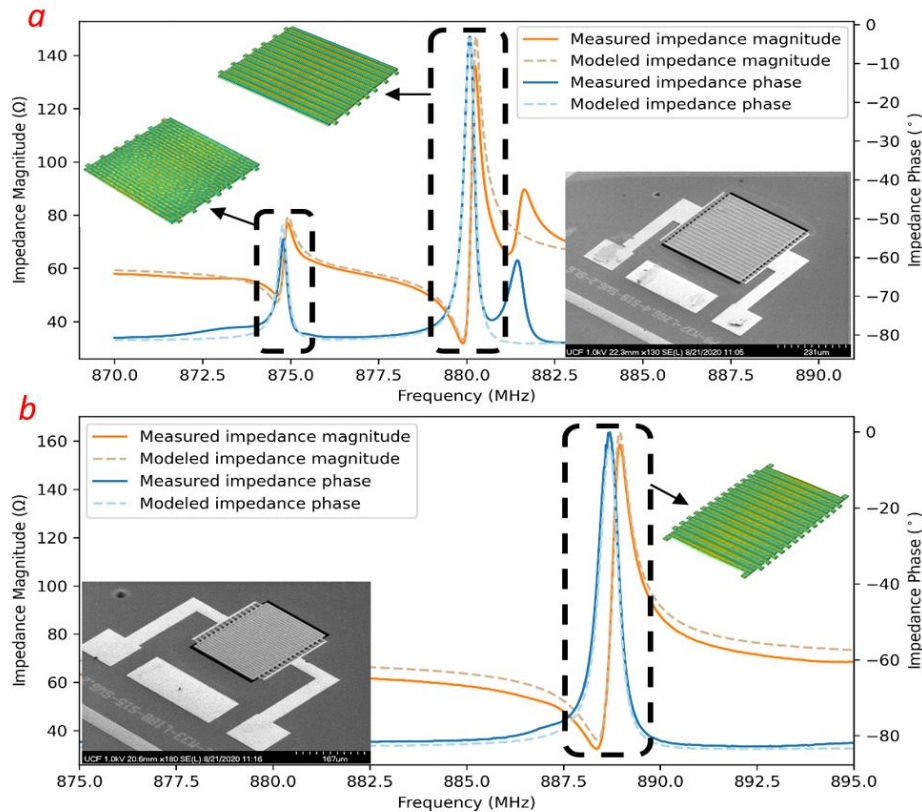 a
Measured impedance magnitude
Modeled impedance magnitude
Measured impedance phase
Modeled impedance phase
140
120
100
80
60
40
Impedance Magnitude (Ω)
0
−10
−20
−30
−40
−50
−60
−70
−80
Impedance Phase (°)
UCF 1.0kV 22.3mm x130 SE(L) 8/21/2020 11:05
231um
870.0 872.5 875.0 877.5 880.0 882.5 885.0 887.5 890.0
Frequency (MHz)
b
Measured impedance magnitude
Modeled impedance magnitude
Measured impedance phase
Modeled impedance phase
160
140
120
100
80
60
40
Impedance Magnitude (Ω)
0
−20
−40
−60
−80
Impedance Phase (°)
UCF 1.0kV 20.6mm x180 SE(L) 8/21/2020 11:16
167um
875.0 877.5 880.0 882.5 885.0 887.5 890.0 892.5 895.0
Frequency (MHz)